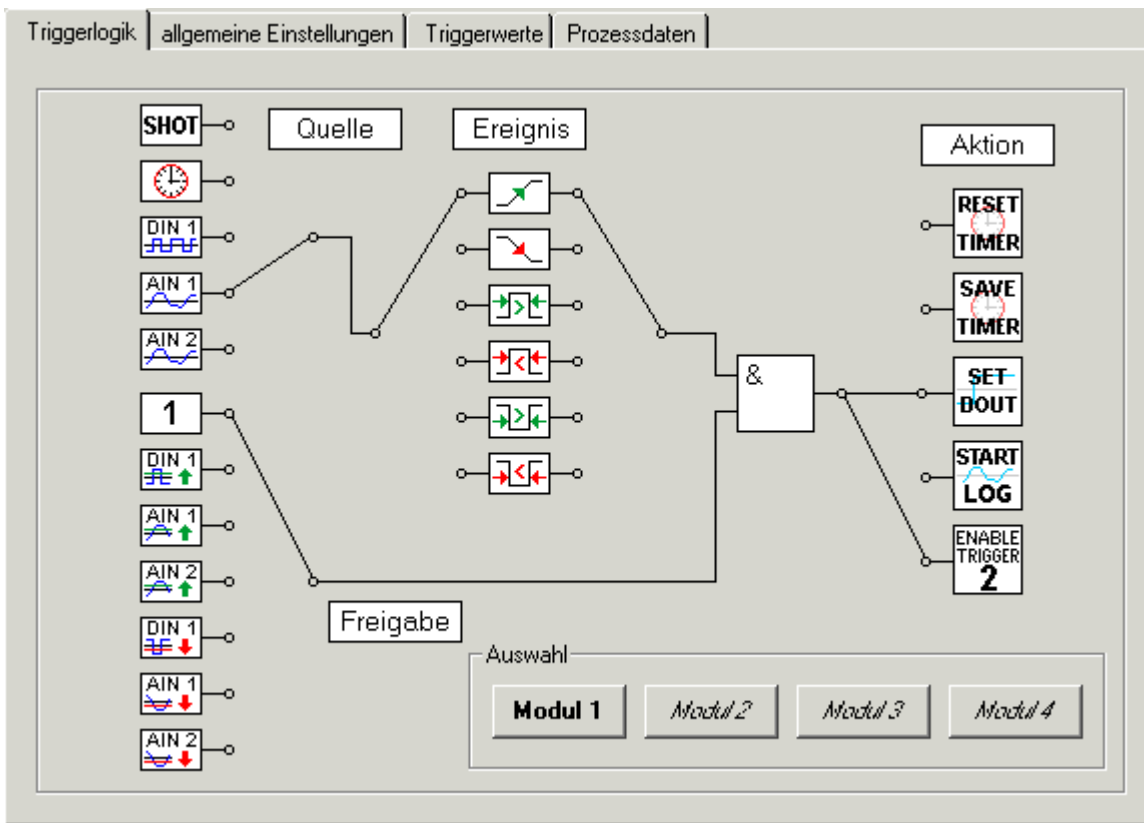 Triggerlogik allgemeine Einstellungen Triggerwerte Prozessdaten
SHOT
Quelle
Ereignis
Aktion
DIN 1
AIN 1
AIN 2
1
DIN 1
AIN 1
AIN 2
DIN 1
AIN 1
AIN 2
&
RESET
TIMER
SAVE
TIMER
SET
DOUT
START
LOG
ENABLE
TRIGGER
2
Freigabe
Auswahl
Modul 1 Modul 2 Modul 3 Modul 4